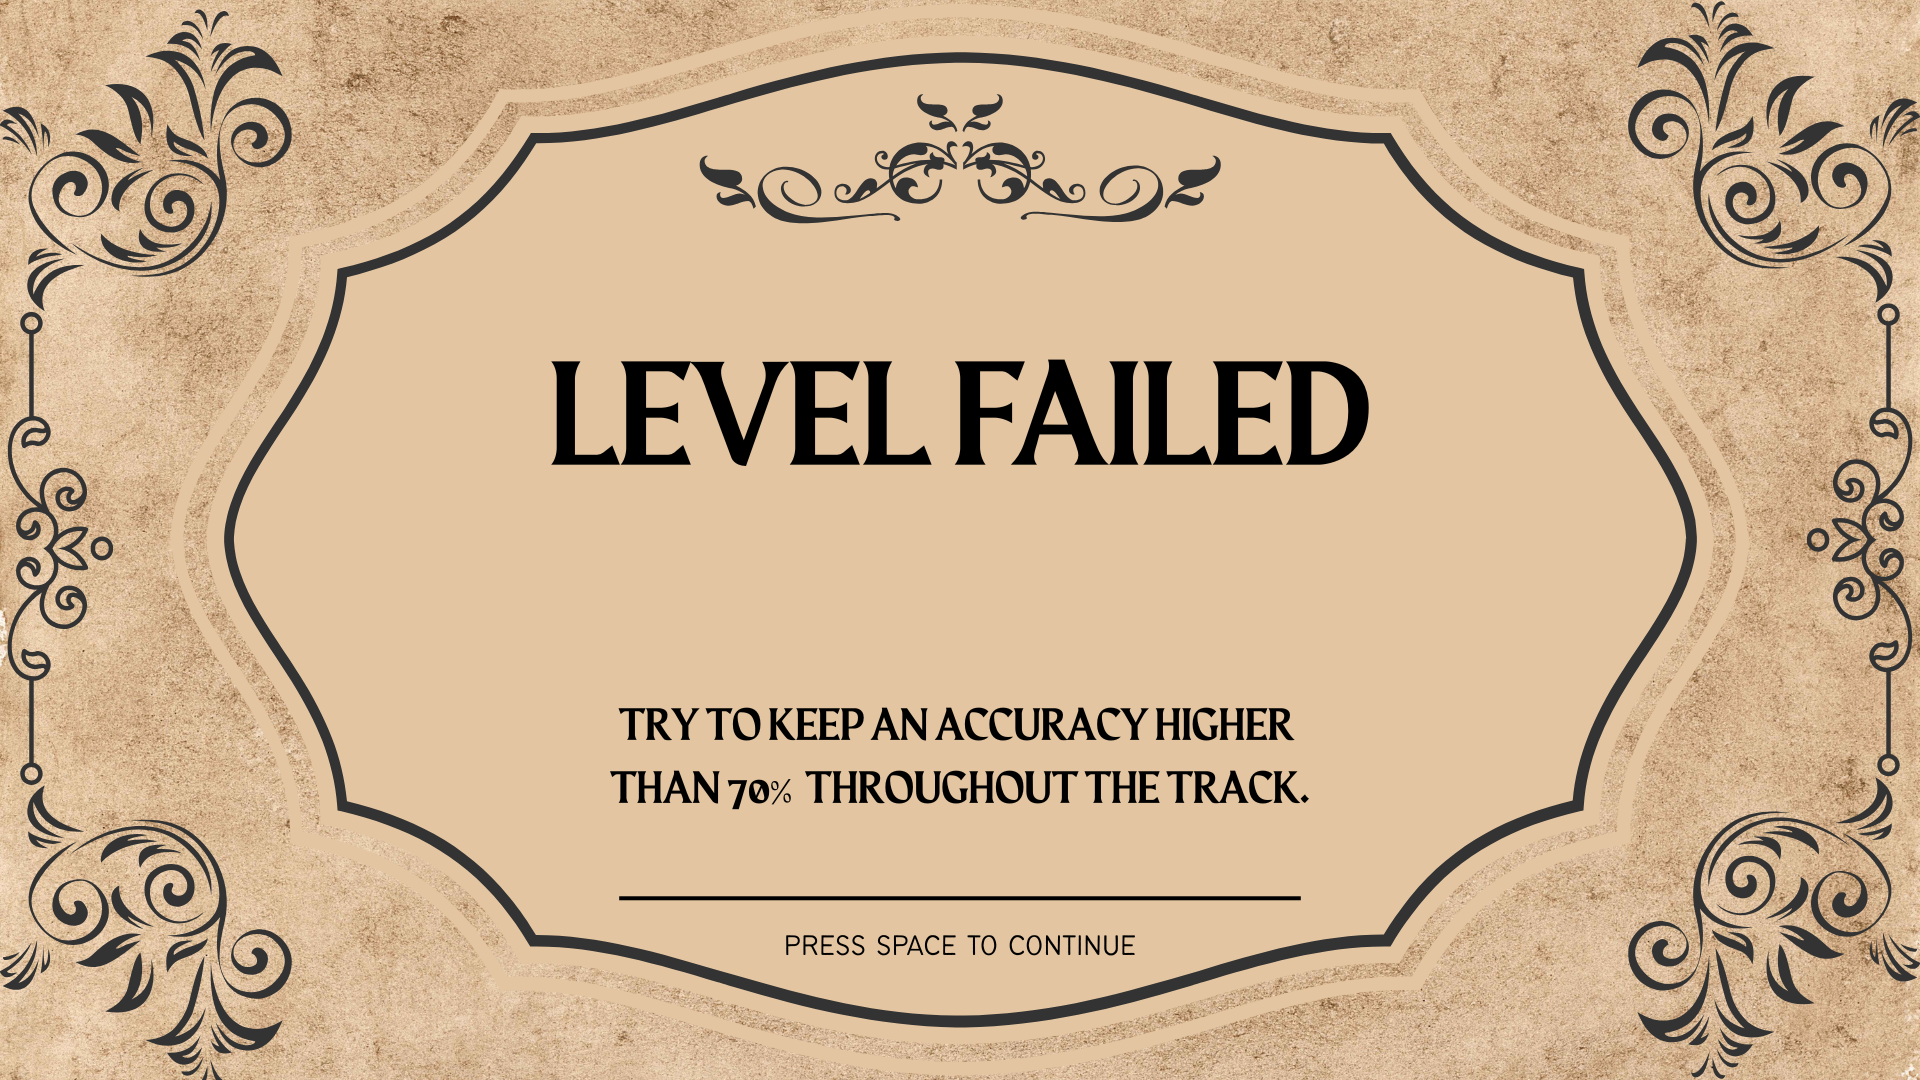 LEVEL FAILED
TRY TO KEEP AN ACCURACY HIGHER
THAN 70% THROUGHOUT THE TRACK.
PRESS SPACE TO CONTINUE